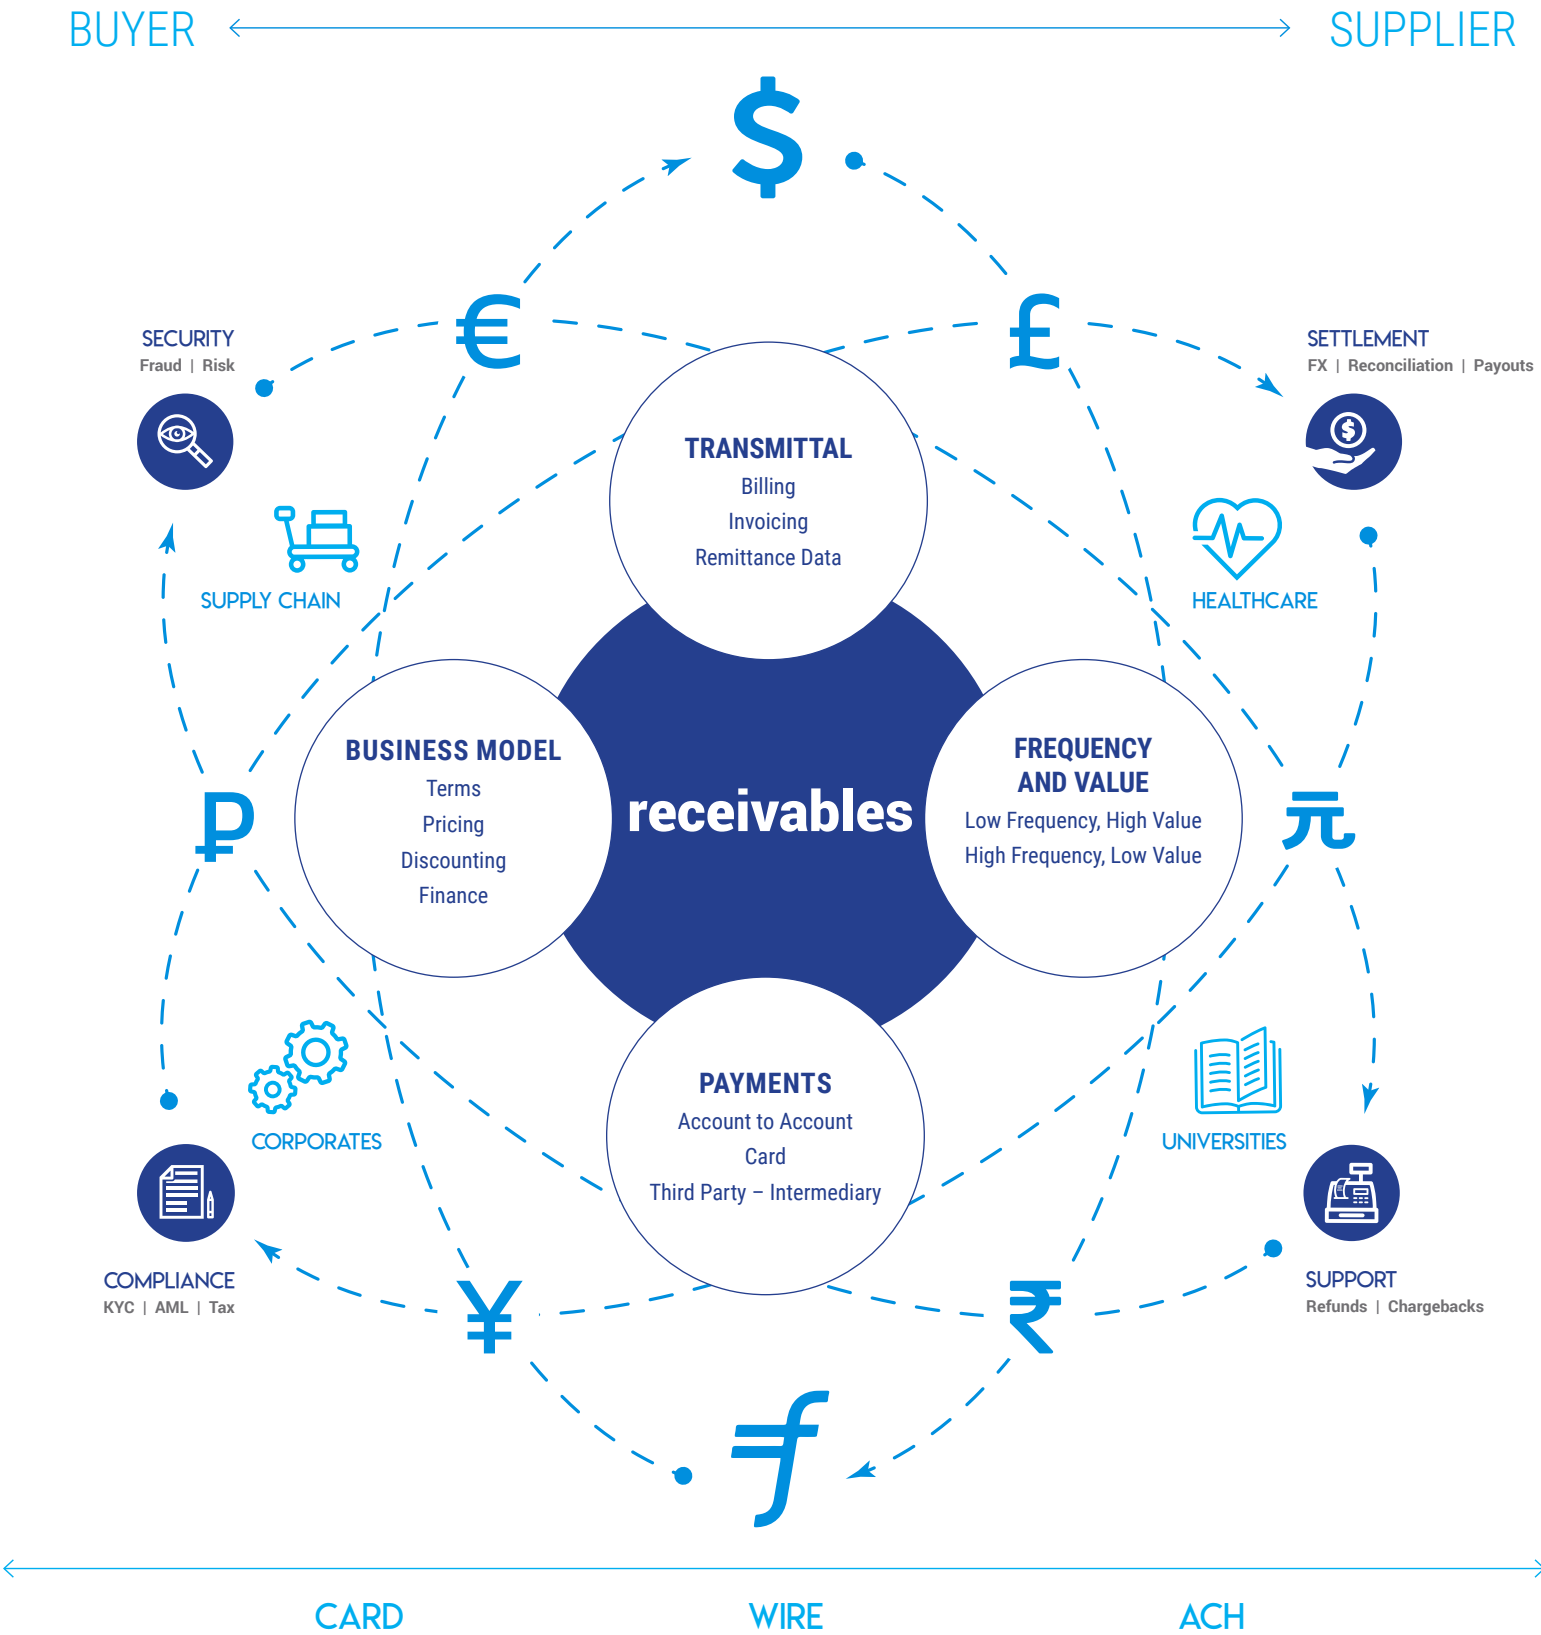 BUYER
SUPPLIER
$
€
£
SECURITY
Fraud | Risk
SETTLEMENT
FX | Reconciliation | Payouts
$
TRANSMITTAL
Billing
Invoicing
Remittance Data
SUPPLY CHAIN
HEALTHCARE
BUSINESS MODEL
Terms
Pricing
Discounting
Finance
receivables
FREQUENCY
AND VALUE
Low Frequency, High Value
High Frequency, Low Value
₽
元
PAYMENTS
Account to Account
Card
Third Party – Intermediary
CORPORATES
UNIVERSITIES
COMPLIANCE
KYC | AML | Tax
SUPPORT
Refunds | Chargebacks
¥
₹
CARD
WIRE
ACH